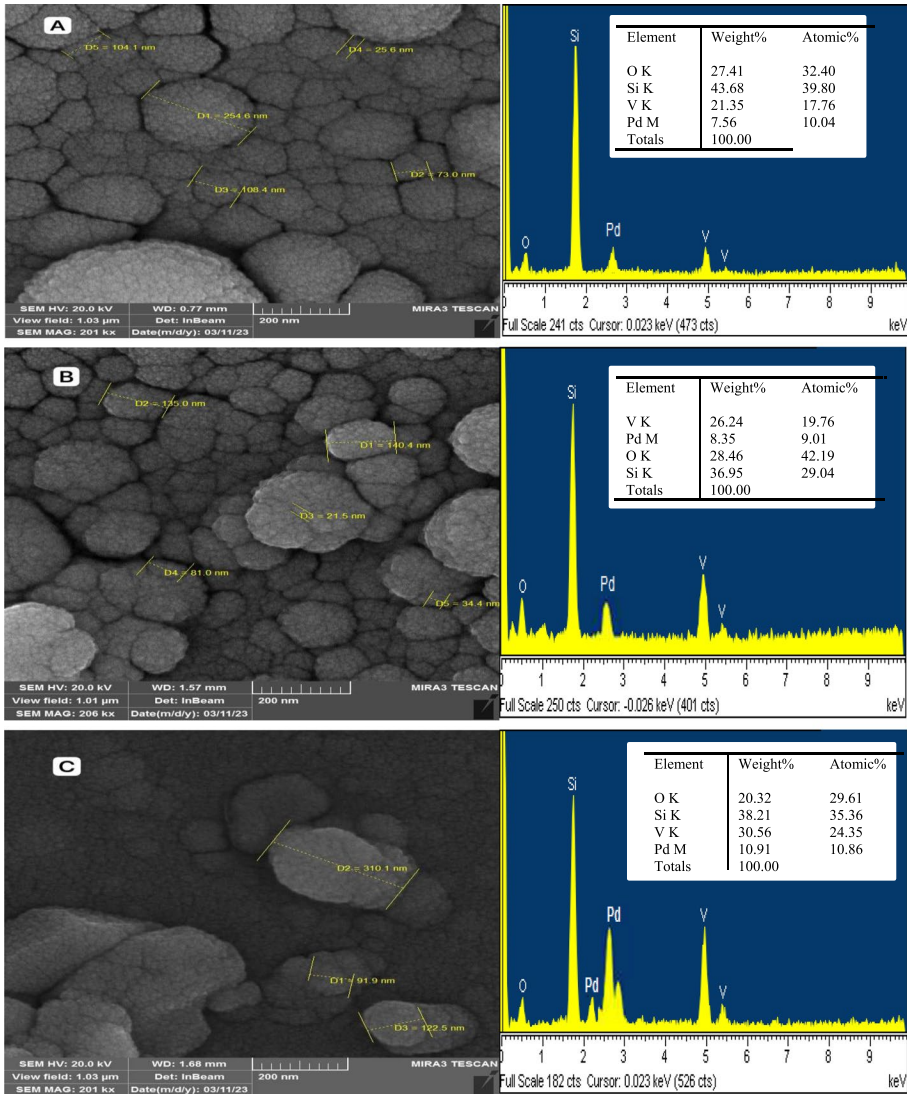 A
D5 = 104.1 nm
D4 = 25.6 nm
D1 = 254.6 nm
D2 = 73.0 nm
D3 = 108.4 nm
SEM HV: 20.0 kV WD: 0.77 mm MIRA3 TESCAN
View field: 1.03 µm Det: InBeam 200 nm
SEM MAG: 201 kx Date(m/d/y): 03/11/23
Element Weight% Atomic%
O K 27.41 32.40
Si K 43.68 39.80
V K 21.35 17.76
Pd M 7.56 10.04
Totals 100.00
Si
O
Pd
V
V
0 1 2 3 4 5 6 7 8 9
Full Scale 241 cts Cursor: 0.023 keV (473 cts) keV
B
D2 = 135.0 nm
D1 = 140.4 nm
D3 = 21.5 nm
D4 = 81.0 nm
D5 = 34.4 nm
SEM HV: 20.0 kV WD: 1.57 mm MIRA3 TESCAN
View field: 1.01 µm Det: InBeam 200 nm
SEM MAG: 206 kx Date(m/d/y): 03/11/23
Element Weight% Atomic%
V K 26.24 19.76
Pd M 8.35 9.01
O K 28.46 42.19
Si K 36.95 29.04
Totals 100.00
Si
O
Pd
V
V
0 1 2 3 4 5 6 7 8 9
Full Scale 250 cts Cursor: -0.026 keV (401 cts) keV
C
D2 = 310.1 nm
D1 = 91.9 nm
D3 = 122.5 nm
SEM HV: 20.0 kV WD: 1.68 mm MIRA3 TESCAN
View field: 1.03 µm Det: InBeam 200 nm
SEM MAG: 201 kx Date(m/d/y): 03/11/23
Element Weight% Atomic%
O K 20.32 29.61
Si K 38.21 35.36
V K 30.56 24.35
Pd M 10.91 10.86
Totals 100.00
Si
O
Pd
Pd
V
V
0 1 2 3 4 5 6 7 8 9
Full Scale 182 cts Cursor: 0.023 keV (526 cts) keV